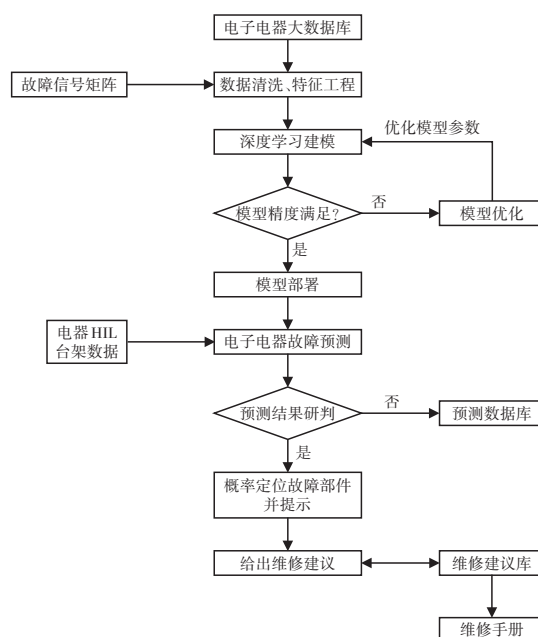 电子电器大数据库
故障信号矩阵
数据清洗、特征工程
优化模型参数
深度学习建模
否
模型精度满足？
模型优化
是
模型部署
电器HIL
台架数据
电子电器故障预测
否
预测结果研判
预测数据库
是
概率定位故障部件
并提示
给出维修建议
维修建议库
维修手册